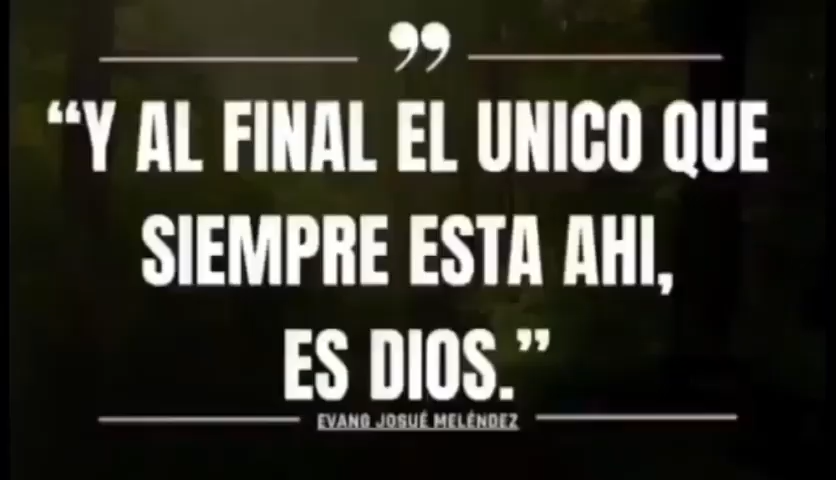 ”
“Y AL FINAL EL UNICO QUE
SIEMPRE ESTA AHI,
ES DIOS.”
EVANG JOSUÉ MELÉNDEZ